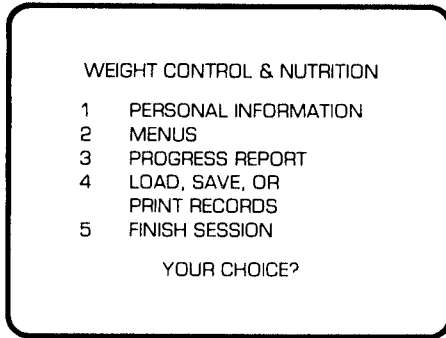 WEIGHT CONTROL & NUTRITION
1 PERSONAL INFORMATION
2 MENUS
3 PROGRESS REPORT
4 LOAD, SAVE, OR
PRINT RECORDS
5 FINISH SESSION
YOUR CHOICE?